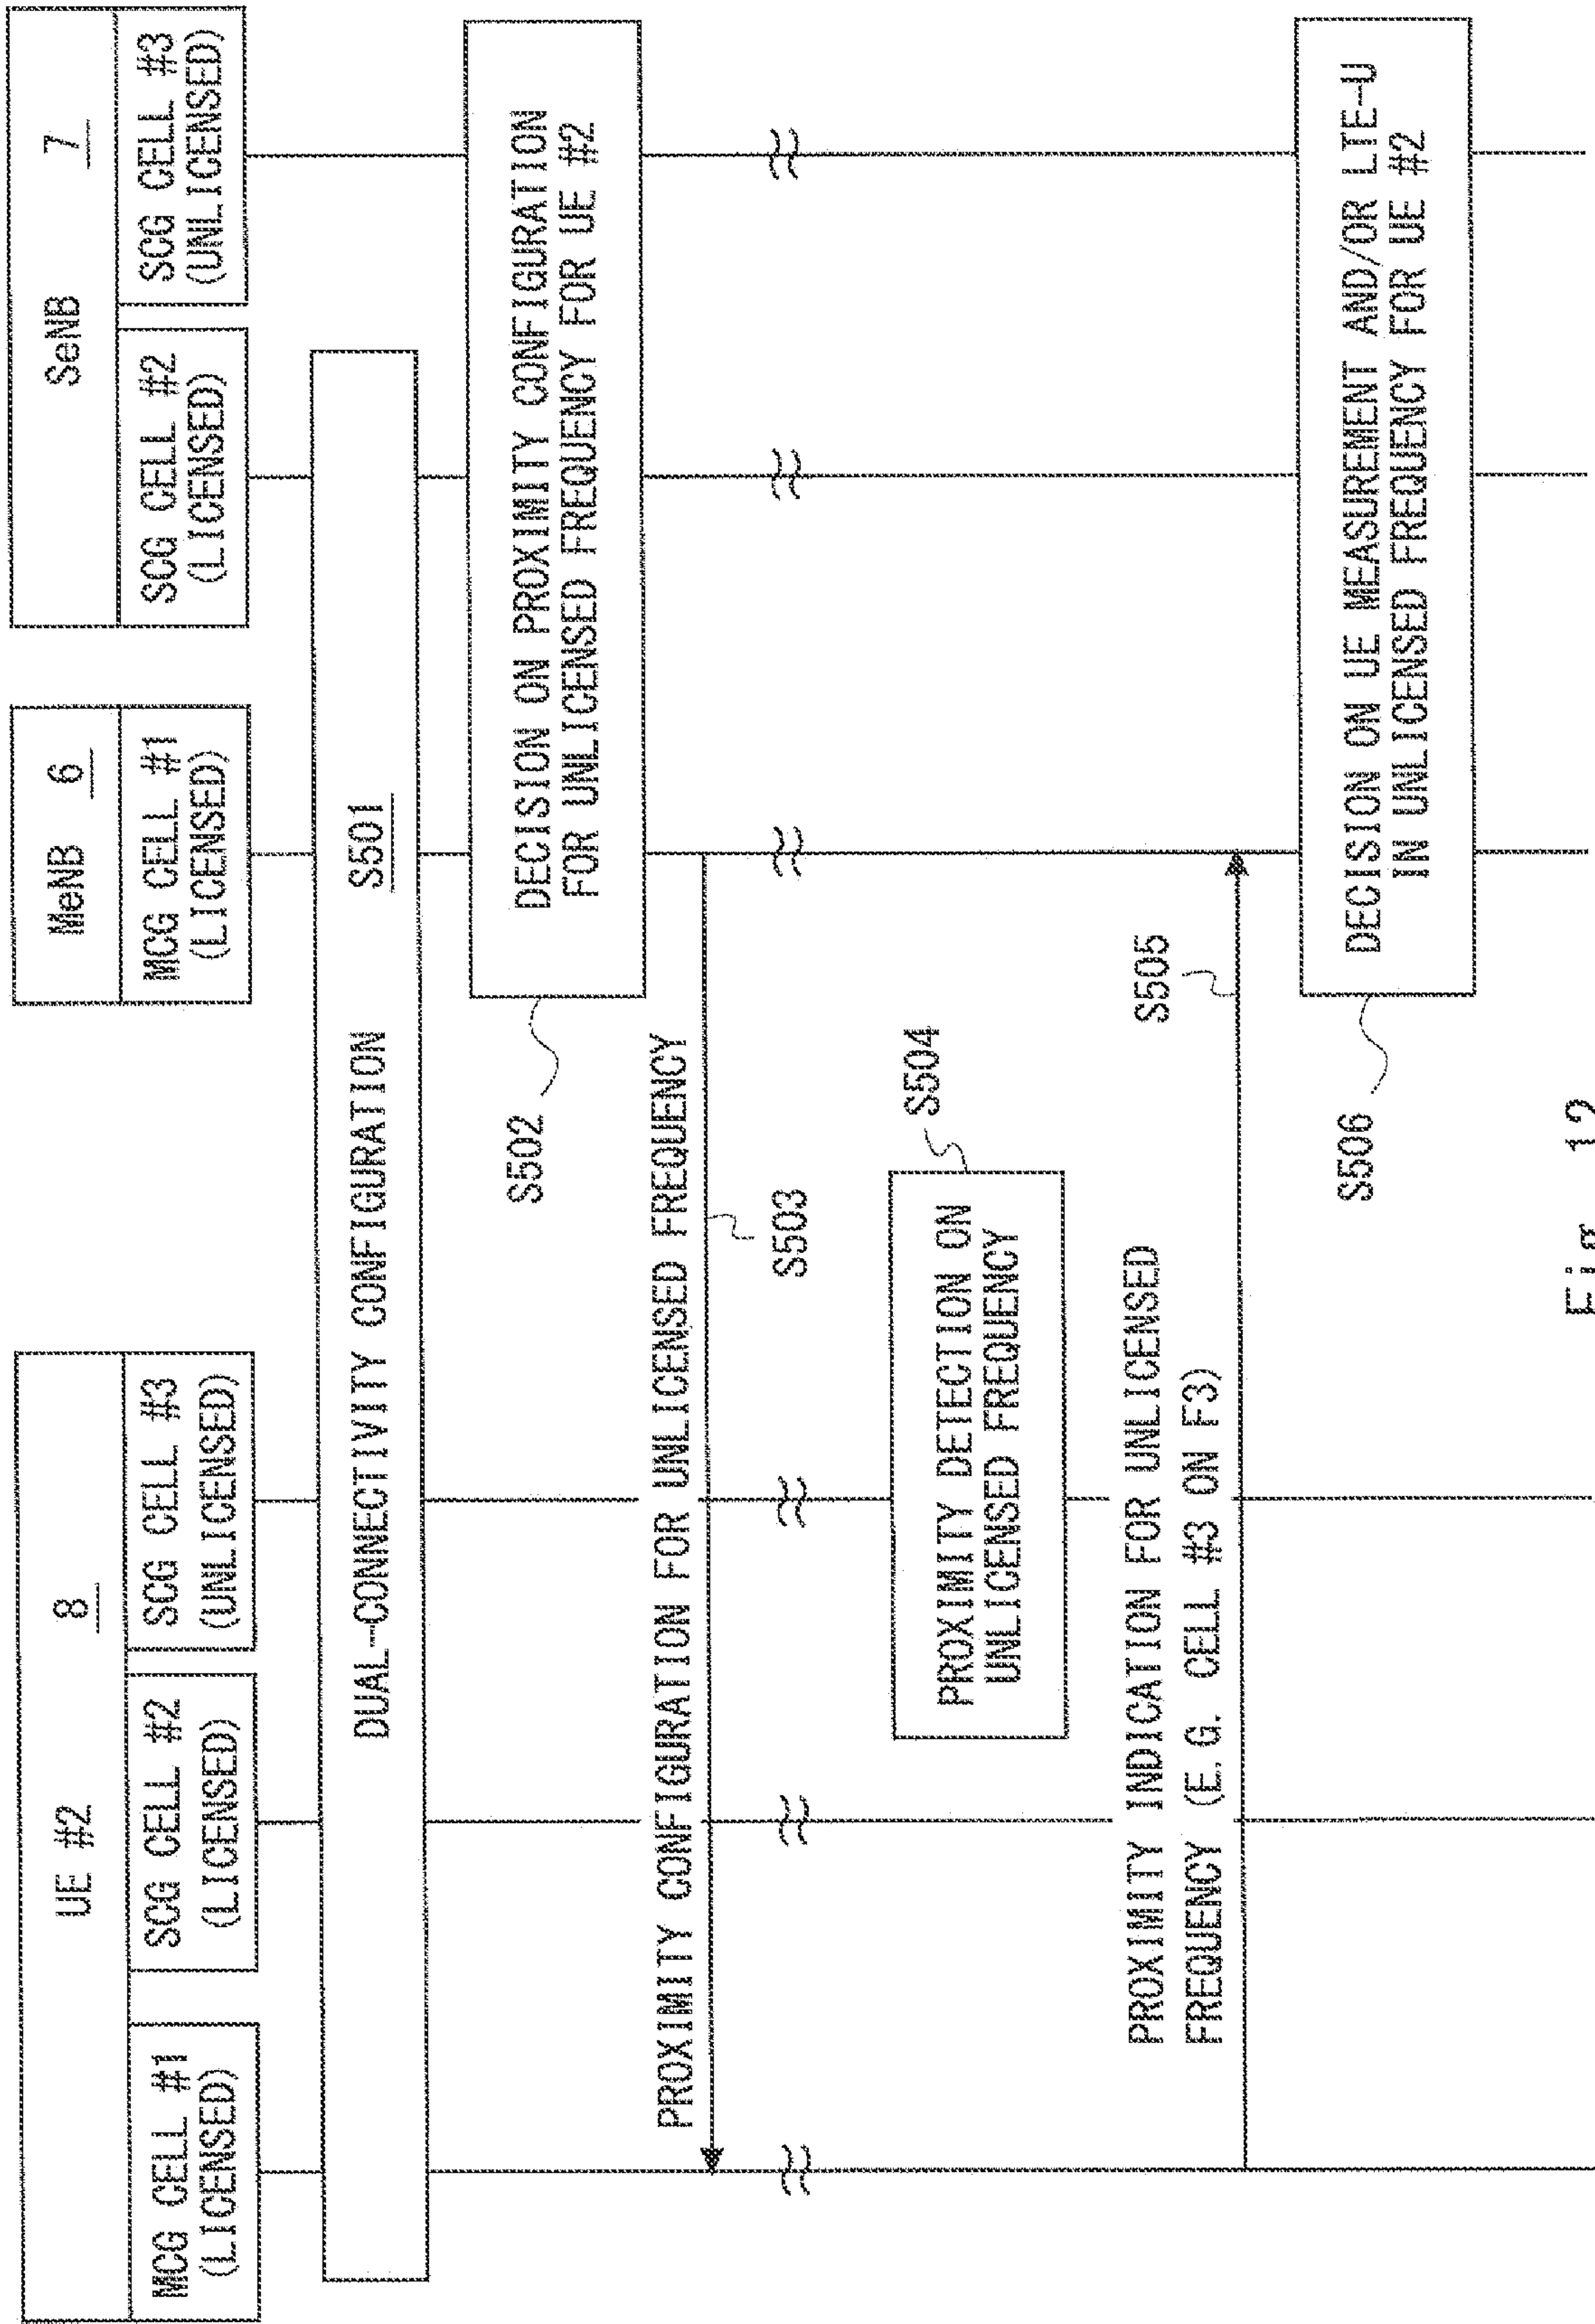 UE #2 8
MCG CELL #1
(LICENSED)
SCG CELL #2
(LICENSED)
SCG CELL #3
(UNLICENSED)
MeNB 6
MCG CELL #1
(LICENSED)
SeNB 7
SCG CELL #2
(LICENSED)
SCG CELL #3
(UNLICENSED)
DUAL-CONNECTIVITY CONFIGURATION S501
DECISION ON PROXIMITY CONFIGURATION
FOR UNLICENSED FREQUENCY FOR UE #2
S502
PROXIMITY CONFIGURATION FOR UNLICENSED FREQUENCY
S503
PROXIMITY DETECTION ON
UNLICENSED FREQUENCY
S504
PROXIMITY INDICATION FOR UNLICENSED
FREQUENCY (E.G. CELL #3 ON F3)
S505
DECISION ON UE MEASUREMENT AND/OR LTE-U
IN UNLICENSED FREQUENCY FOR UE #2
S506
Fig. 12